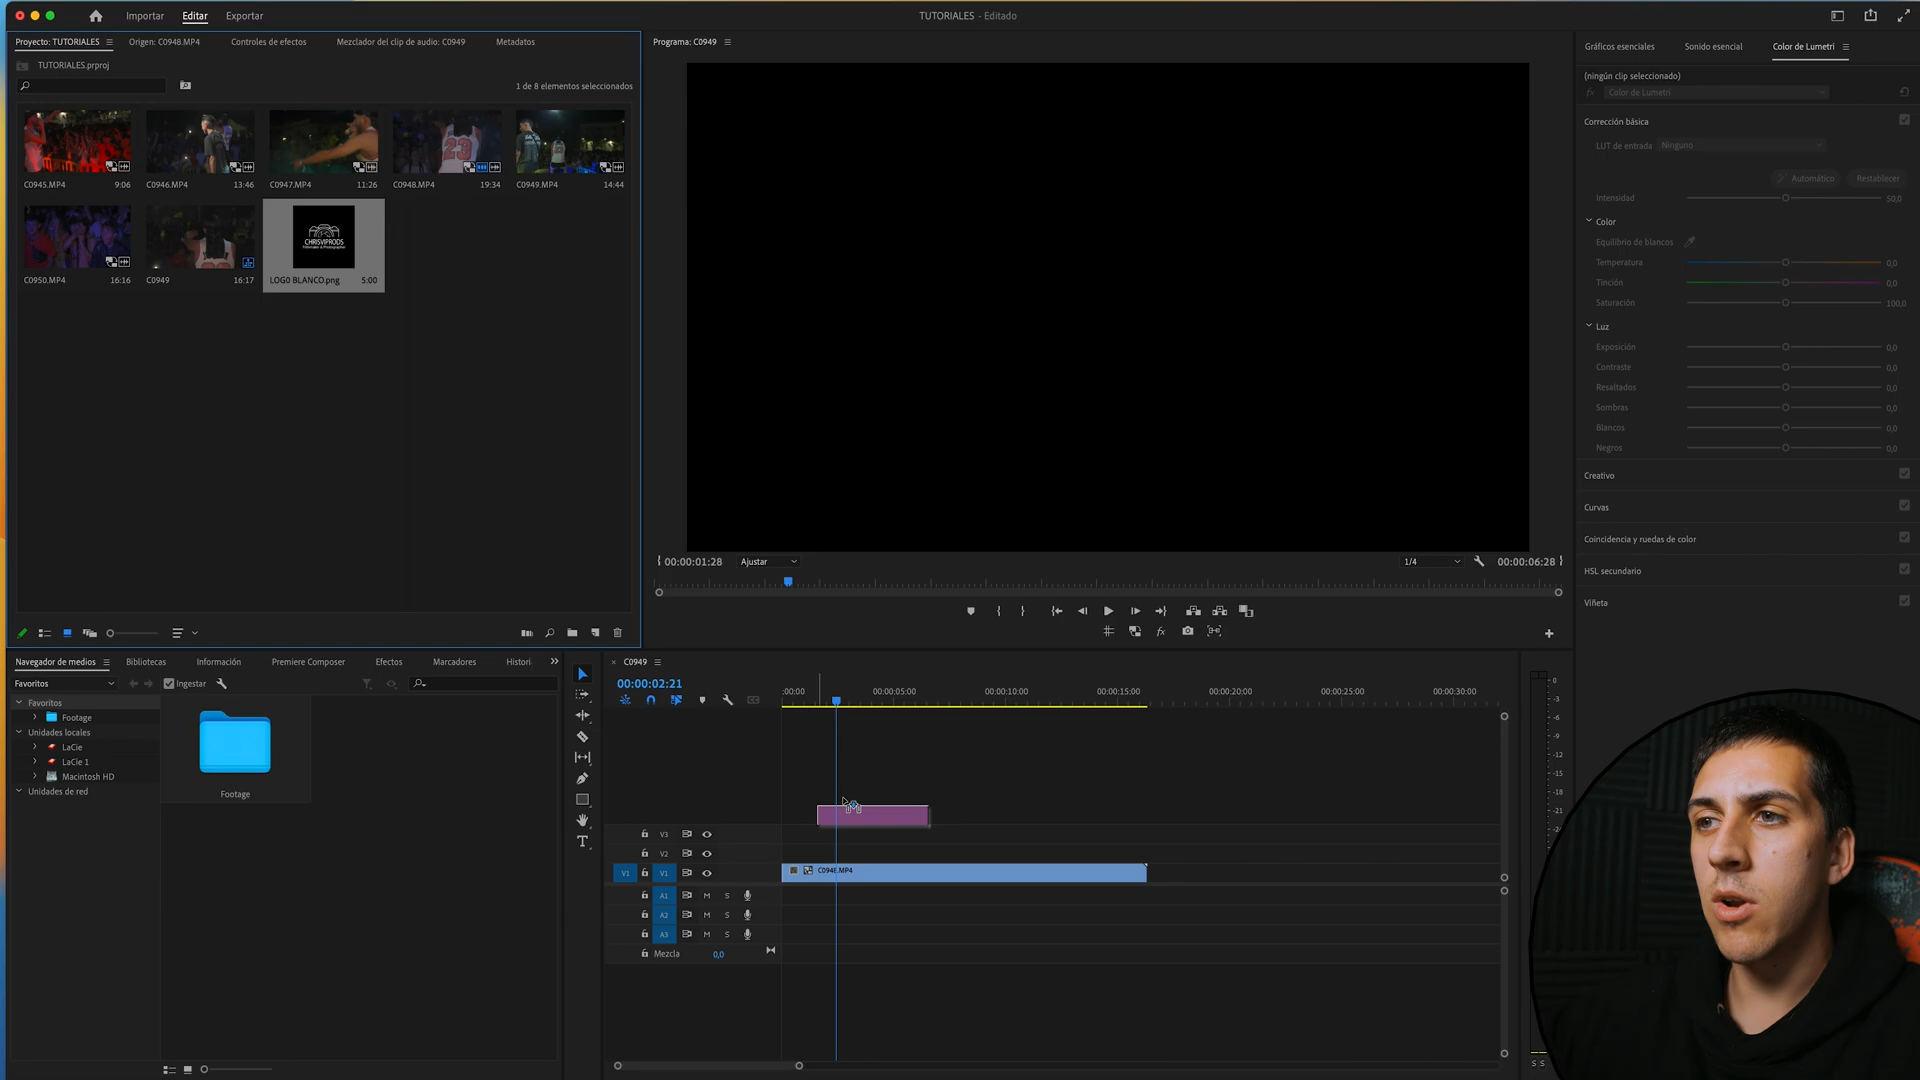 Importar Editar Exportar
TUTORIALES - Editado
Proyecto: TUTORIALES Origen: C0948.MP4 Controles de efectos Mezclador del clip de audio: C0949 Metadatos
TUTORIALES.prproj
1 de 8 elementos seleccionados
C0945.MP4 9:06 C0946.MP4 13:46 C0947.MP4 11:26 C0948.MP4 19:34 C0949.MP4 14:44
23
CHRISVIPRODS
Filmmaker & Photographer
C0950.MP4 16:16 C0949 16:17 LOGO BLANCO.png 5:00
Programa: C0949
00:00:01:28 Ajustar 1/4 00:00:06:28
Gráficos esenciales Sonido esencial Color de Lumetri
(ningún clip seleccionado)
fx Color de Lumetri
Corrección básica
LUT de entrada Ninguno
Automático Restablecer
Intensidad 50,0
Color
Equilibrio de blancos
Temperatura 0,0
Tinción 0,0
Saturación 100,0
Luz
Exposición 0,0
Contraste 0,0
Resaltados 0,0
Sombras 0,0
Blancos 0,0
Negros 0,0
Creativo
Curvas
Coincidencia y ruedas de color
HSL secundario
Viñeta
Navegador de medios Bibliotecas Información Premiere Composer Efectos Marcadores Histori
Favoritos Ingestar
Favoritos
Footage
Unidades locales
LaCie
LaCie 1
Macintosh HD
Unidades de red
Footage
C0949
00:00:02:21
:00:00 00:00:05:00 00:00:10:00 00:00:15:00 00:00:20:00 00:00:25:00 00:00:30:00
V3
V2
V1 V1 C0948.MP4
A1 M S
A2 M S
A3 M S
Mezcla 0,0
0
-3
-6
-9
-12
-15
-18
-21
-24
S S